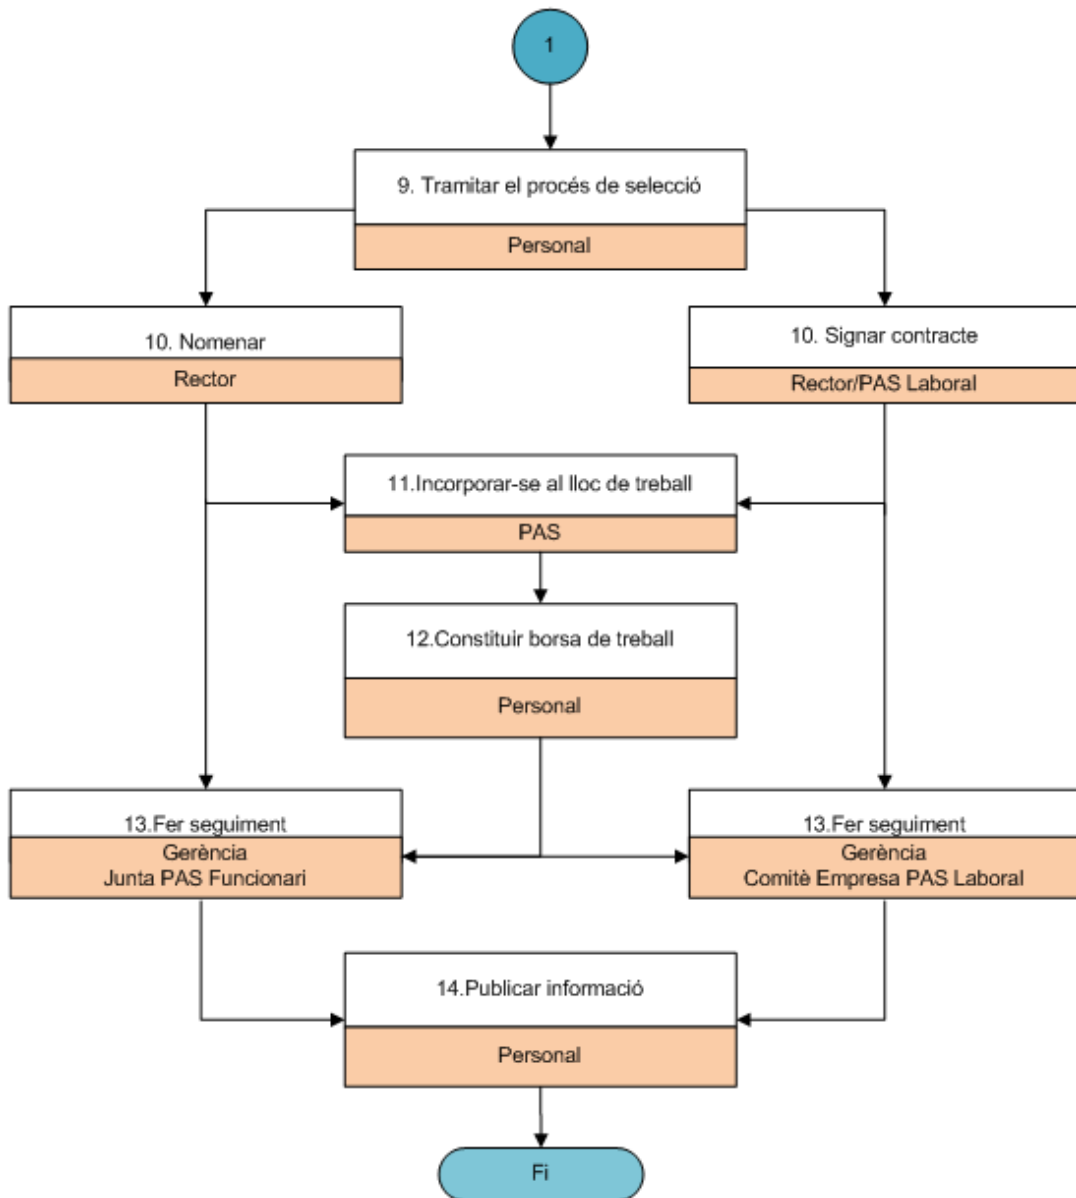 1
9. Tramitar el procés de selecció
Personal
10. Nomenar
Rector
10. Signar contracte
Rector/PAS Laboral
11.Incorporar-se al lloc de treball
PAS
12.Constituir borsa de treball
Personal
13.Fer seguiment
Gerència
Junta PAS Funcionari
13.Fer seguiment
Gerència
Comitè Empresa PAS Laboral
14.Publicar informació
Personal
Fi